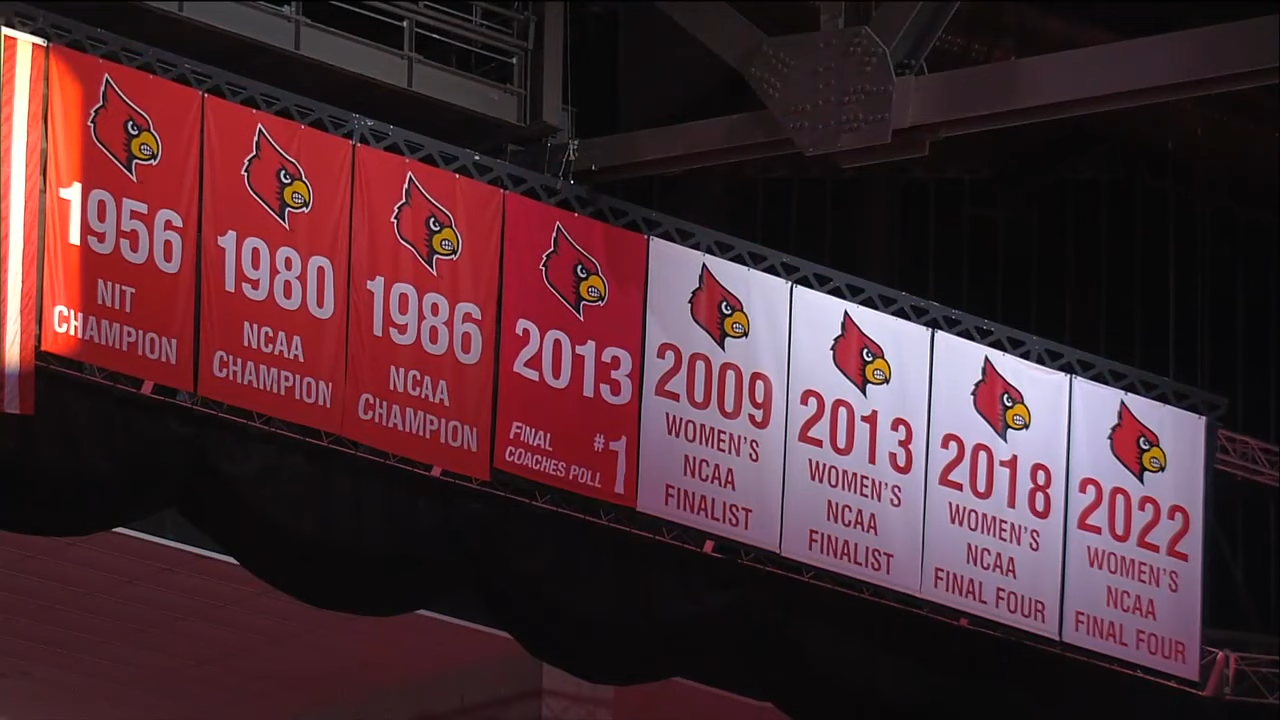 1956
NIT
CHAMPION
1980
NCAA
CHAMPION
1986
NCAA
CHAMPION
2013
FINAL
COACHES POLL #1
2009
WOMEN'S
NCAA
FINALIST
2013
WOMEN'S
NCAA
FINALIST
2018
WOMEN'S
NCAA
FINAL FOUR
2022
WOMEN'S
NCAA
FINAL FOUR